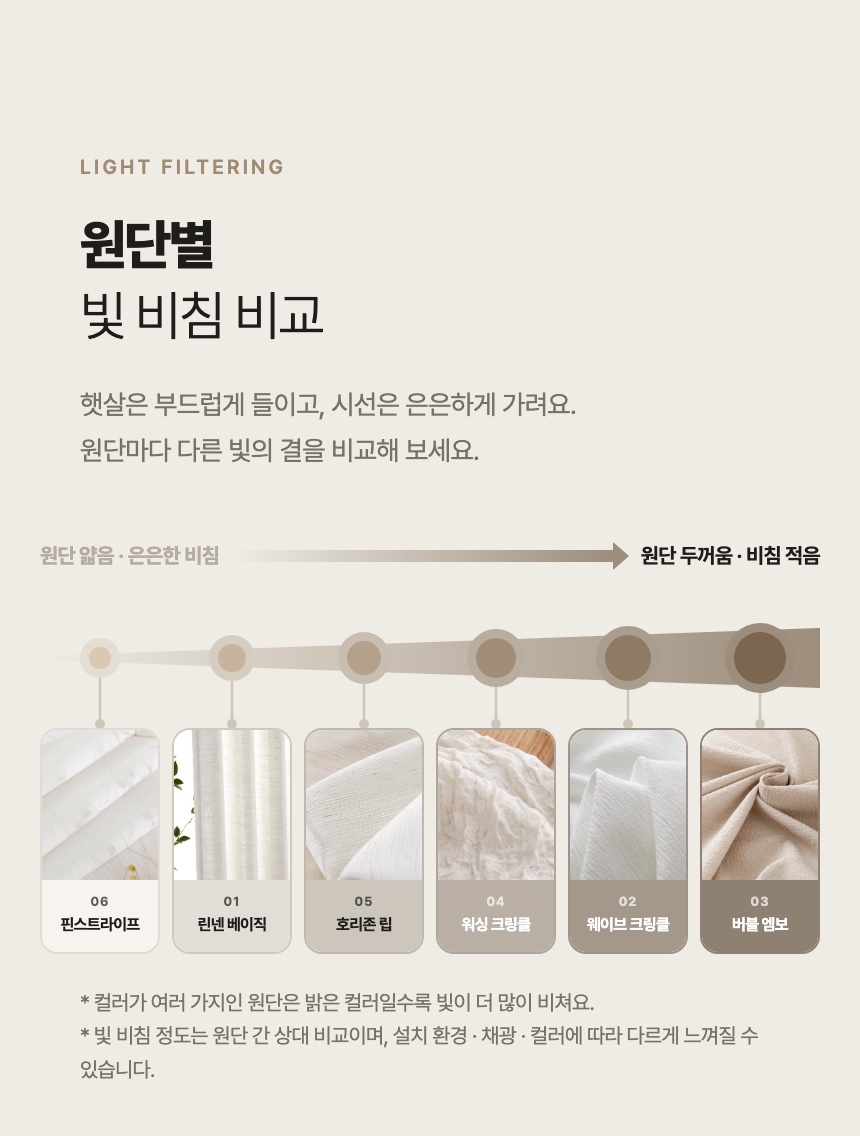 LIGHT FILTERING
원단별
빛 비침 비교
햇살은 부드럽게 들이고, 시선은 은은하게 가려요.
원단마다 다른 빛의 결을 비교해 보세요.
원단 얇음 · 은은한 비침
원단 두꺼움 · 비침 적음
06
핀스트라이프
01
린넨 베이직
05
호리존 립
04
워싱 크링클
02
웨이브 크링클
03
버블 엠보
* 컬러가 여러 가지인 원단은 밝은 컬러일수록 빛이 더 많이 비쳐요.
* 빛 비침 정도는 원단 간 상대 비교이며, 설치 환경 · 채광 · 컬러에 따라 다르게 느껴질 수
있습니다.